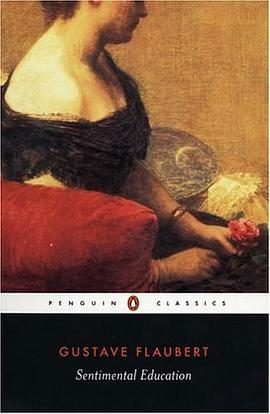 PENGUIN CLASSICS
GUSTAVE FLAUBERT
Sentimental Education